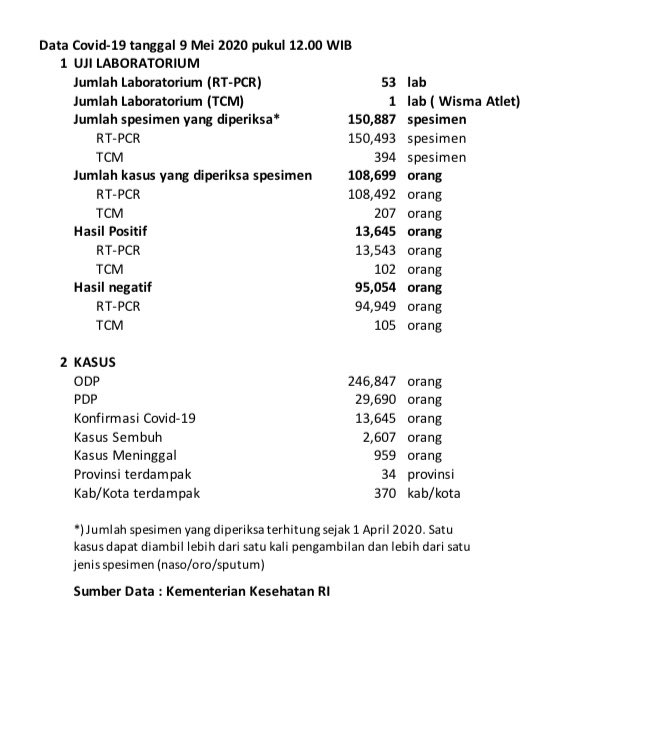 Data Covid-19 tanggal 9 Mei 2020 pukul 12.00 WIB
1 UJI LABORATORIUM
Jumlah Laboratorium (RT-PCR) 53 lab
Jumlah Laboratorium (TCM) 1 lab ( Wisma Atlet)
Jumlah spesimen yang diperiksa* 150,887 spesimen
RT-PCR 150,493 spesimen
TCM 394 spesimen
Jumlah kasus yang diperiksa spesimen 108,699 orang
RT-PCR 108,492 orang
TCM 207 orang
Hasil Positif 13,645 orang
RT-PCR 13,543 orang
TCM 102 orang
Hasil negatif 95,054 orang
RT-PCR 94,949 orang
TCM 105 orang
2 KASUS
ODP 246,847 orang
PDP 29,690 orang
Konfirmasi Covid-19 13,645 orang
Kasus Sembuh 2,607 orang
Kasus Meninggal 959 orang
Provinsi terdampak 34 provinsi
Kab/Kota terdampak 370 kab/kota
*) Jumlah spesimen yang diperiksa terhitung sejak 1 April 2020. Satu
kasus dapat diambil lebih dari satu kali pengambilan dan lebih dari satu
jenis spesimen (naso/oro/sputum)
Sumber Data : Kementerian Kesehatan RI